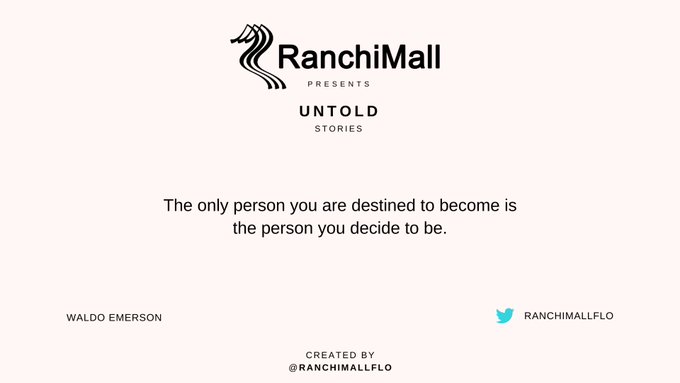 RanchiMall
PRESENTS
UNTOLD
STORIES
The only person you are destined to become is
the person you decide to be.
WALDO EMERSON
RANCHIMALLFLO
CREATED BY
@RANCHIMALLFLO